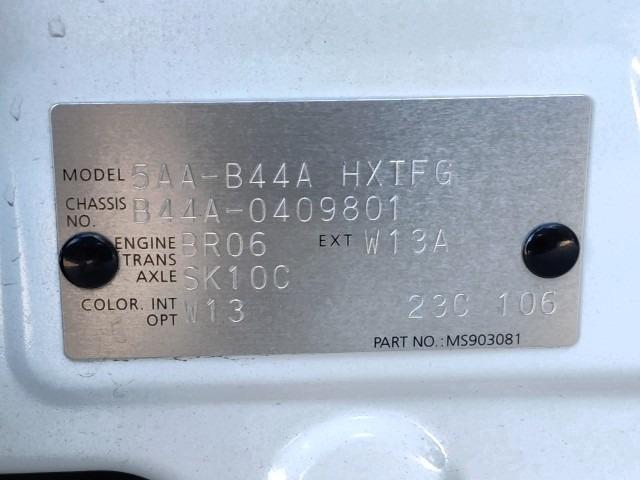 MODEL 5AA-B44A HXTFG
CHASSIS NO. B44A-0409801
ENGINE BR06 EXT W13A
TRANS AXLE SK10C
COLOR. INT W13 23C 106
OPT
PART NO.:MS903081